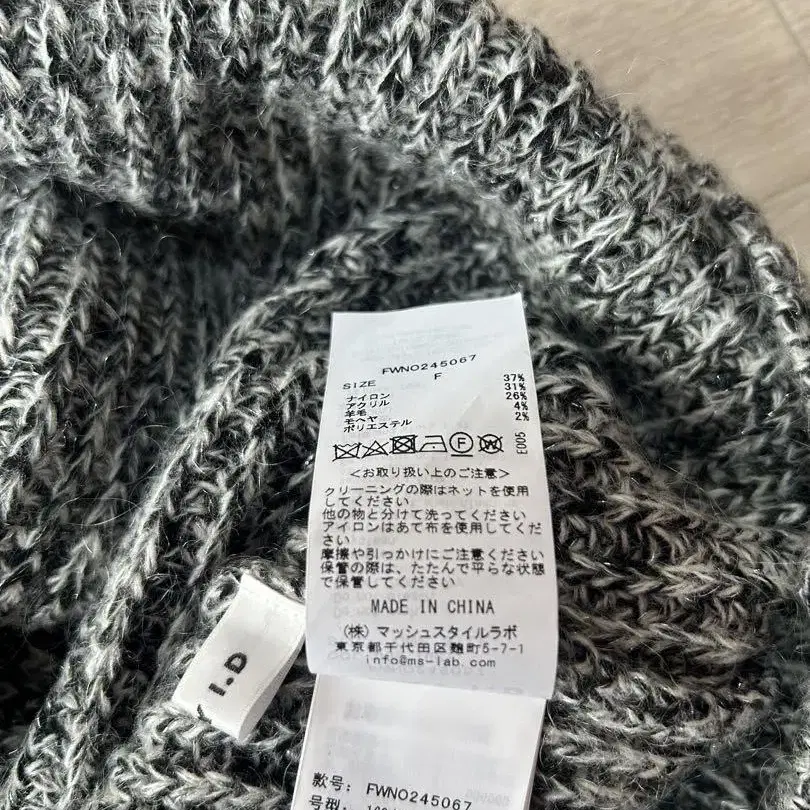 FWNO245067
SIZE F
ナイロン 37%
アクリル 31%
羊毛 26%
モヘヤ 4%
ポリエステル 2%
F W
E005
<お取り扱い上のご注意>
クリーニングの際はネットを使用
してください
他の物と分けて洗ってください
アイロンはあて布を使用してくだ
さい
摩擦や引っかけにご注意ください
保管の際は、たたんで平らな状態
で保管してください
MADE IN CHINA
(株)マッシュスタイルラボ
東京都千代田区麹町5-7-1
info@ms-lab.com
Y I.D
款号: FWNO245067
号型: